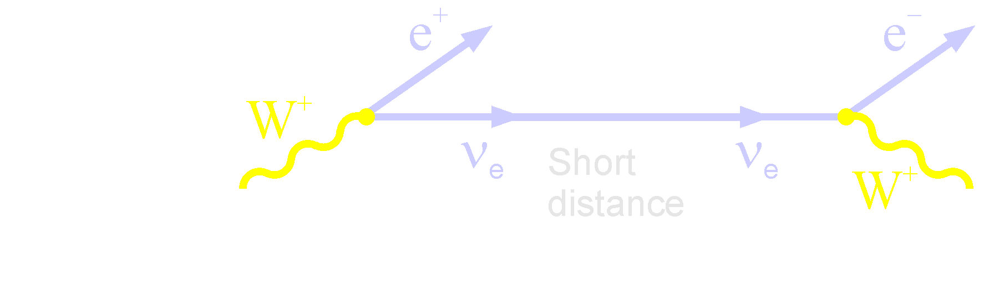 e⁺
e⁻
W⁺
νₑ
νₑ
Short
distance
W⁺